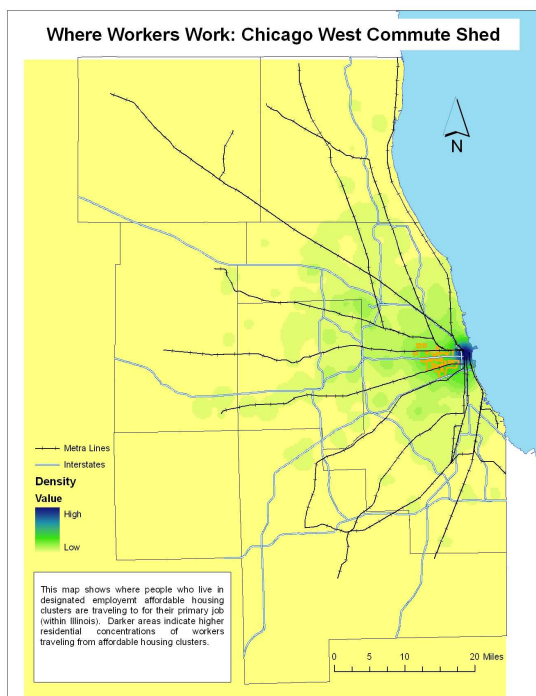 Where Workers Work: Chicago West Commute Shed
N
Metra Lines
Interstates
Density
Value
High
Low
This map shows where people who live in
designated employemt affordable housing
clusters are traveling to for their primary job
(within Illinois). Darker areas indicate higher
residential concentrations of workers
traveling from affordable housing clusters.
0 5 10 20 Miles